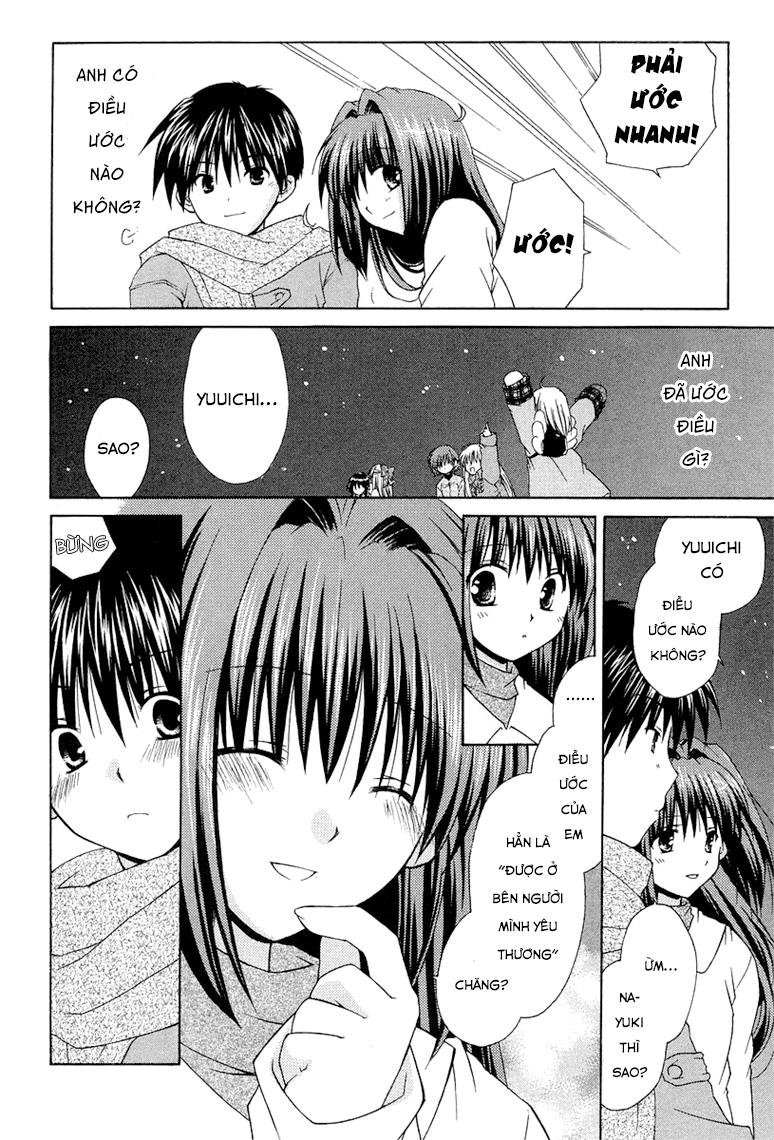 PHẢI
ƯỚC
NHANH!
ƯỚC!
ANH CÓ
ĐIỀU
ƯỚC
NÀO
KHÔNG?
ANH
ĐÃ ƯỚC
ĐIỀU
GÌ?
YUUICHI...
SAO?
YUUICHI
CÓ
ĐIỀU
ƯỚC NÀO
KHÔNG?
ỪM...
NA-
YUKI
THÌ
SAO?
......
ĐIỀU
ƯỚC
CỦA
EM
HẲN LÀ
“ĐƯỢC Ở
BÊN NGƯỜI
MÌNH YÊU
THƯƠNG”
CHĂNG?
BỪNG